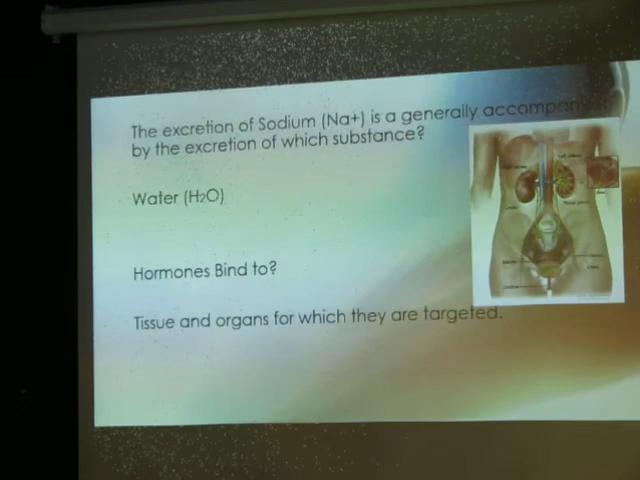 The excretion of Sodium (Na+) is a generally accompanied
by the excretion of which substance?
Water (H2O)
Hormones Bind to?
Tissue and organs for which they are targeted.